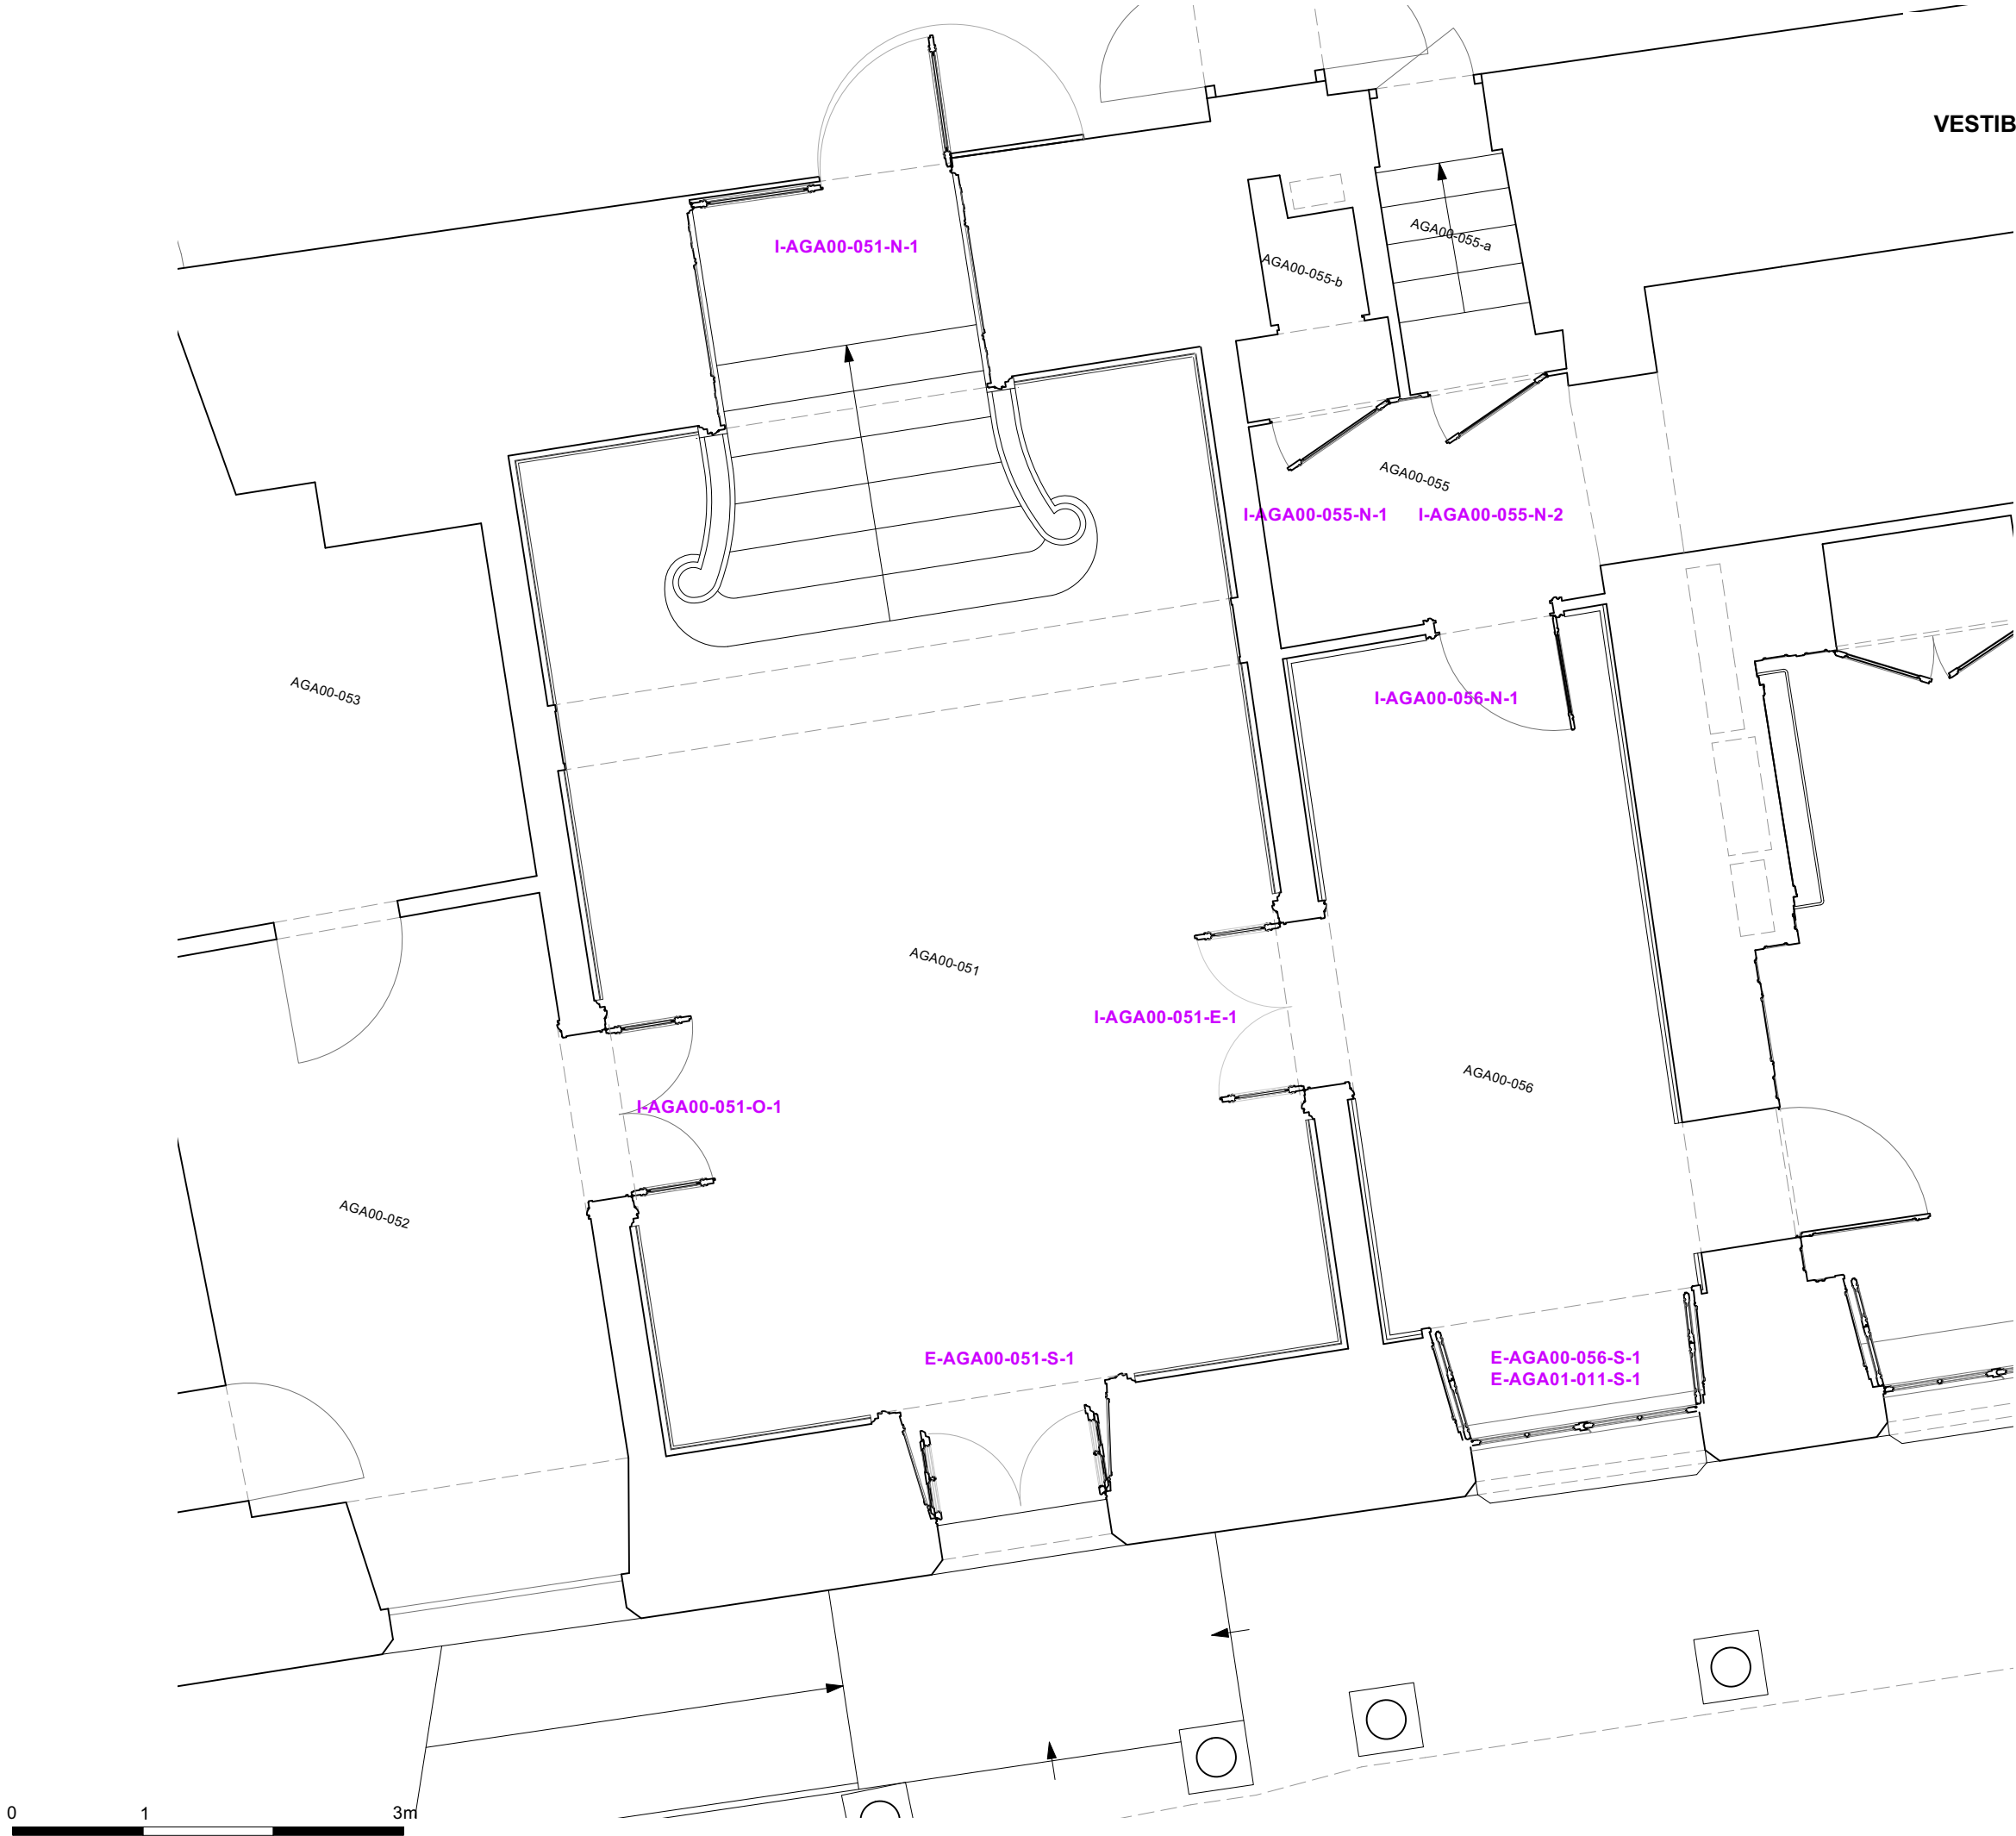 VESTIB
I-AGA00-051-N-1
AGA00-055-a
AGA00-055-b
AGA00-055
I-AGA00-055-N-1
I-AGA00-055-N-2
AGA00-053
I-AGA00-056-N-1
AGA00-051
I-AGA00-051-E-1
AGA00-056
I-AGA00-051-O-1
AGA00-052
E-AGA00-051-S-1
E-AGA00-056-S-1
E-AGA01-011-S-1
0 1 3m